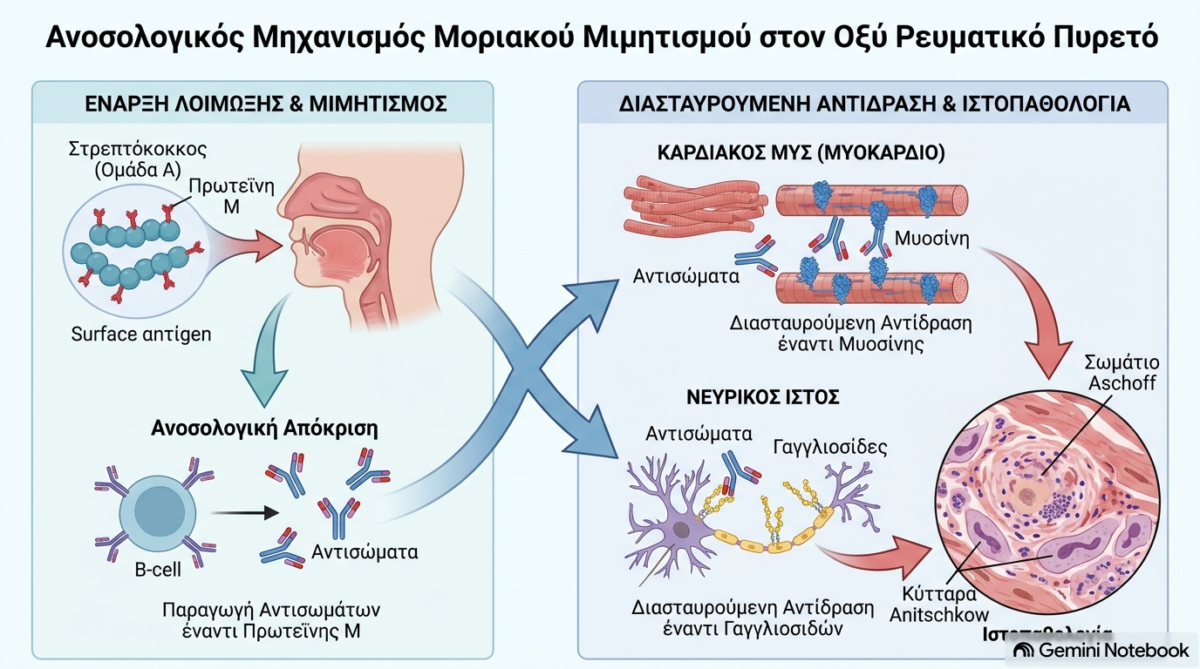 Ανοσολογικός Μηχανισμός Μοριακού Μιμητισμού στον Οξύ Ρευματικό Πυρετό
ΕΝΑΡΞΗ ΛΟΙΜΩΞΗΣ & ΜΙΜΗΤΙΣΜΟΣ
Στρεπτόκοκκος
(Ομάδα Α)
Πρωτεΐνη
Μ
Surface antigen
Ανοσολογική Απόκριση
Αντισώματα
B-cell
Παραγωγή Αντισωμάτων
έναντι Πρωτεΐνης Μ
ΔΙΑΣΤΑΥΡΟΥΜΕΝΗ ΑΝΤΙΔΡΑΣΗ & ΙΣΤΟΠΑΘΟΛΟΓΙΑ
ΚΑΡΔΙΑΚΟΣ ΜΥΣ (ΜΥΟΚΑΡΔΙΟ)
Μυοσίνη
Αντισώματα
Διασταυρούμενη Αντίδραση
έναντι Μυοσίνης
ΝΕΥΡΙΚΟΣ ΙΣΤΟΣ
Αντισώματα
Γαγγλιοσίδες
Διασταυρούμενη Αντίδραση
έναντι Γαγγλιοσιδών
Σωμάτιο
Aschoff
Κύτταρα
Anitschkow
Ιστοπαθολογία
Gemini Notebook